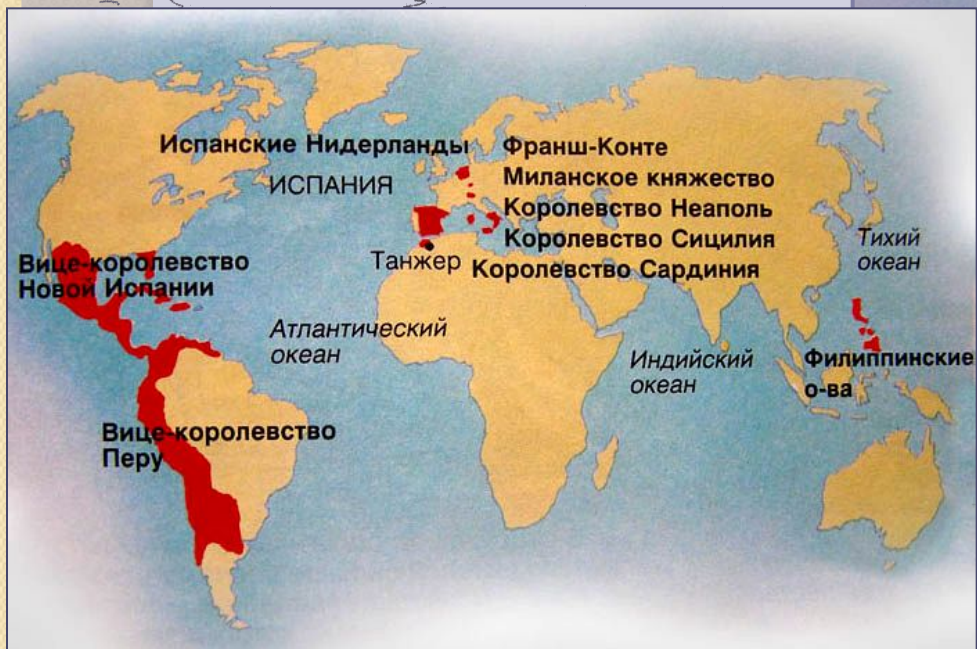 Испанские Нидерланды
ИСПАНИЯ
Франш-Конте
Миланское княжество
Королевство Неаполь
Королевство Сицилия
Королевство Сардиния
Танжер
Вице-королевство
Новой Испании
Тихий
океан
Атлантический
океан
Индийский
океан
Филиппинские
о-ва
Вице-королевство
Перу